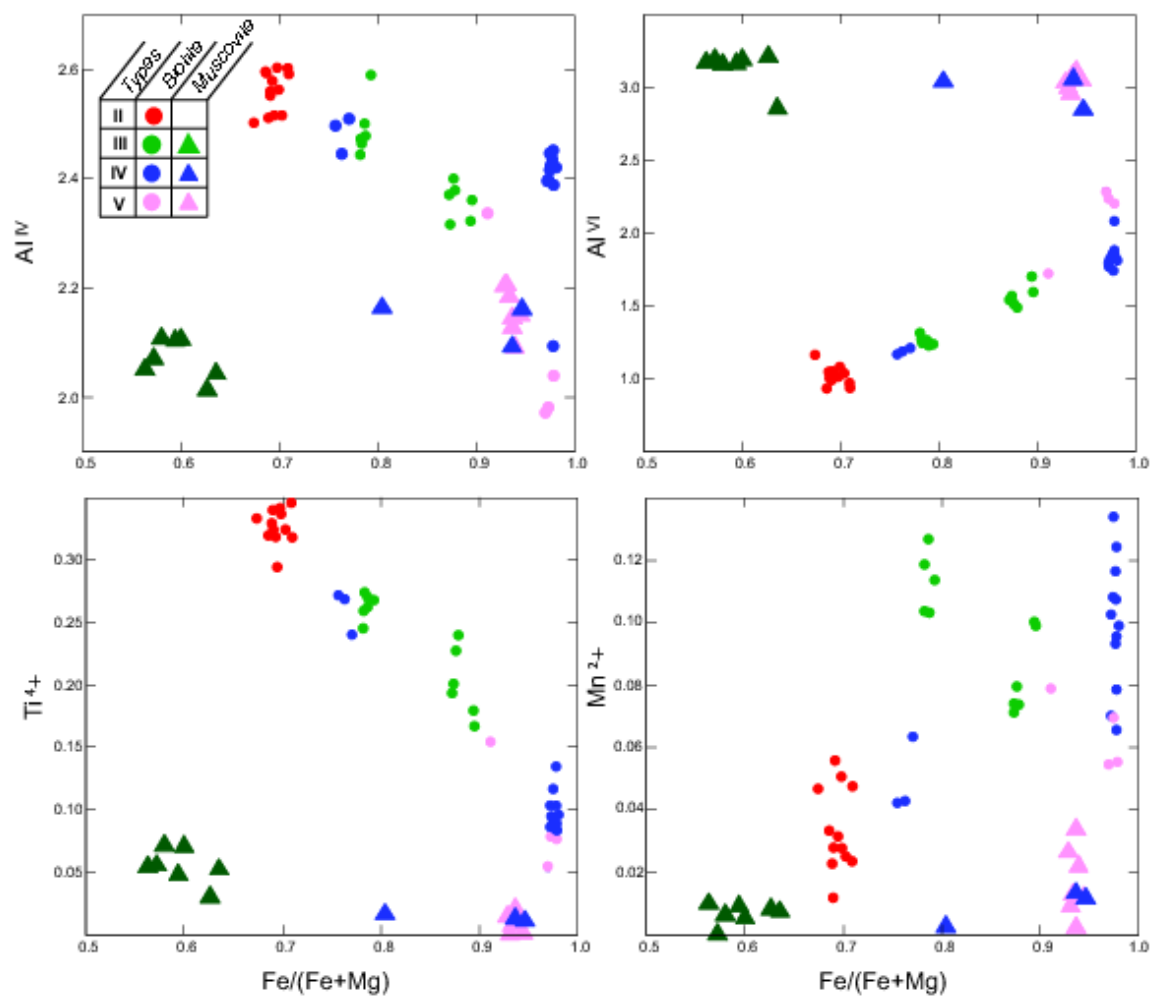 Types Biotite Muscovite
II
III
IV
V
Al IV
2.6
2.4
2.2
2.0
0.5 0.6 0.7 0.8 0.9 1.0
Al VI
3.0
2.5
2.0
1.5
1.0
0.5 0.6 0.7 0.8 0.9 1.0
Ti 4+
0.30
0.25
0.20
0.15
0.10
0.05
0.5 0.6 0.7 0.8 0.9 1.0
Fe/(Fe+Mg)
Mn 2+
0.12
0.10
0.08
0.06
0.04
0.02
0.5 0.6 0.7 0.8 0.9 1.0
Fe/(Fe+Mg)